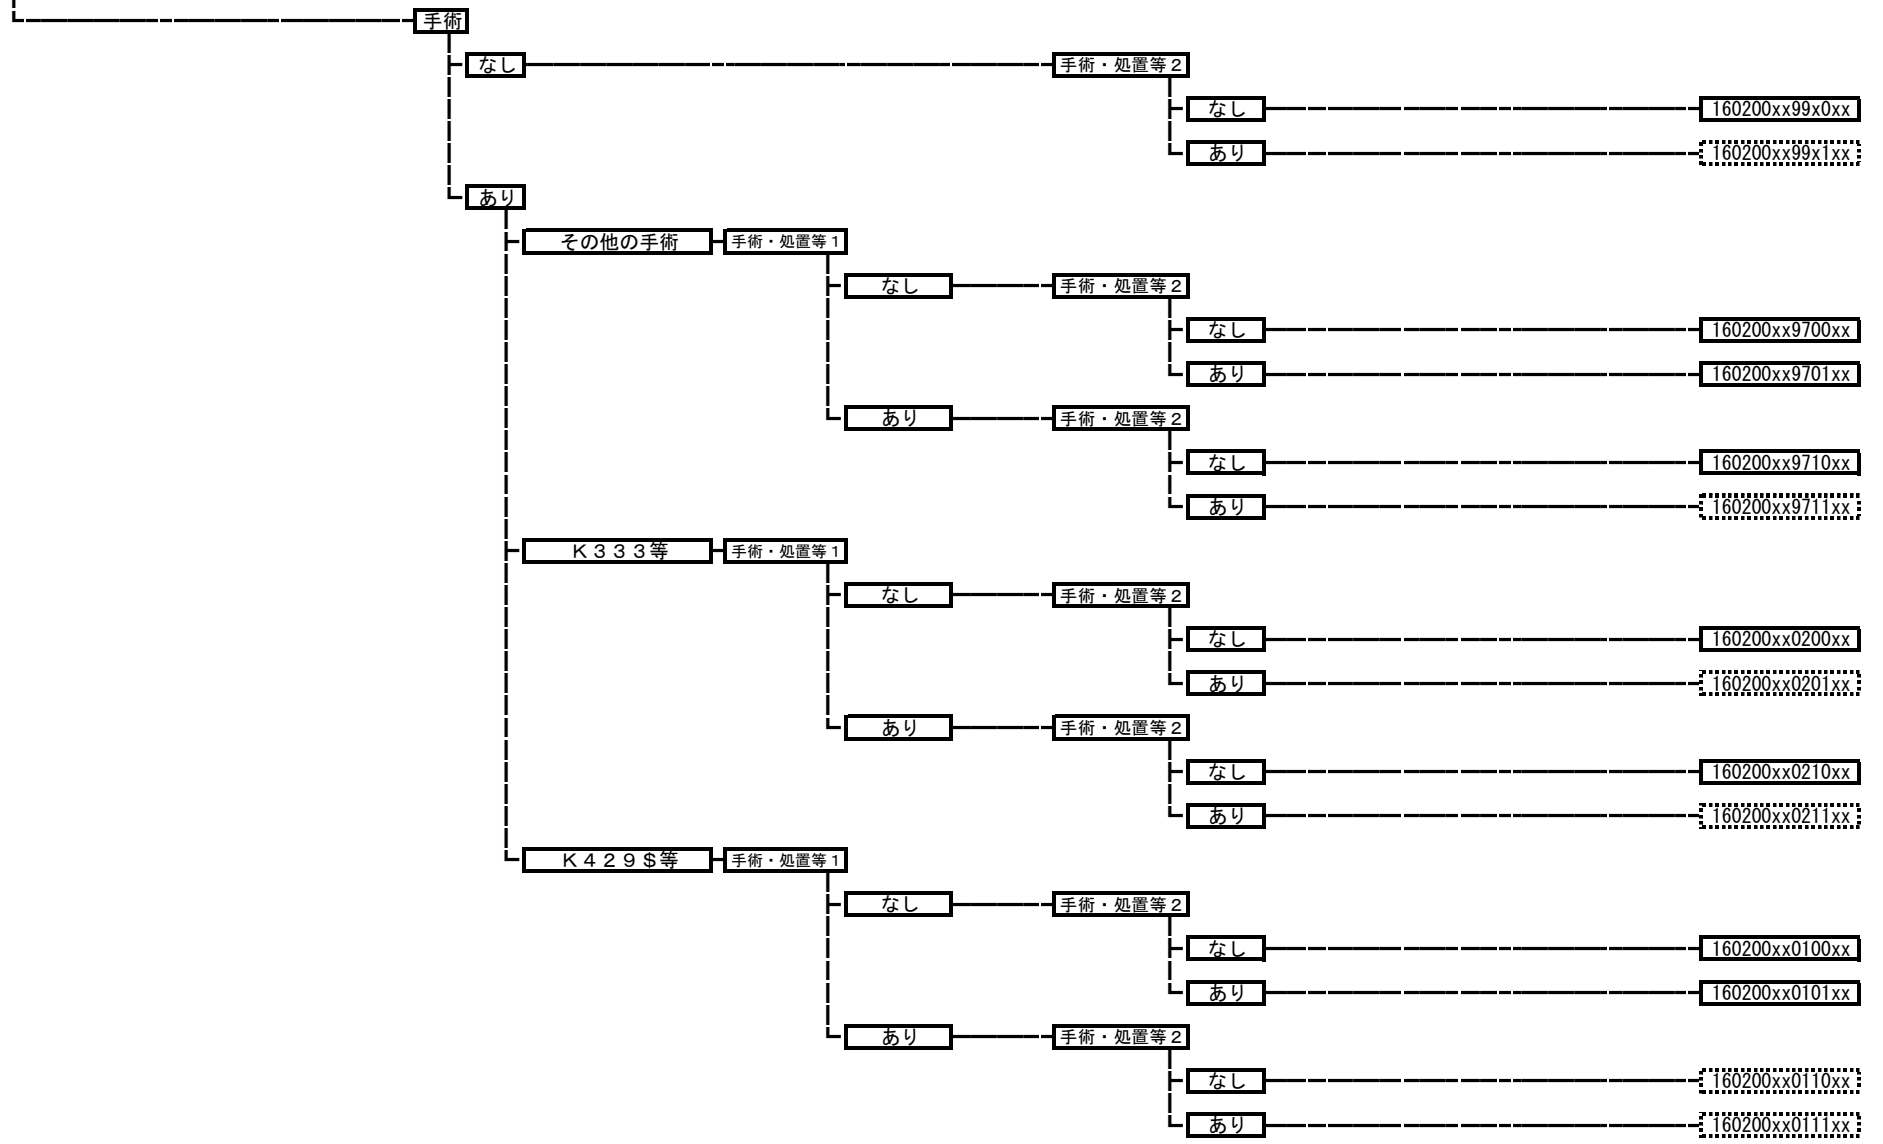 手術
なし 手術・処置等２
なし 160200xx99x0xx
あり 160200xx99x1xx
あり
その他の手術 手術・処置等１
なし 手術・処置等２
なし 160200xx9700xx
あり 160200xx9701xx
あり 手術・処置等２
なし 160200xx9710xx
あり 160200xx9711xx
Ｋ３３３等 手術・処置等１
なし 手術・処置等２
なし 160200xx0200xx
あり 160200xx0201xx
あり 手術・処置等２
なし 160200xx0210xx
あり 160200xx0211xx
Ｋ４２９＄等 手術・処置等１
なし 手術・処置等２
なし 160200xx0100xx
あり 160200xx0101xx
あり 手術・処置等２
なし 160200xx0110xx
あり 160200xx0111xx